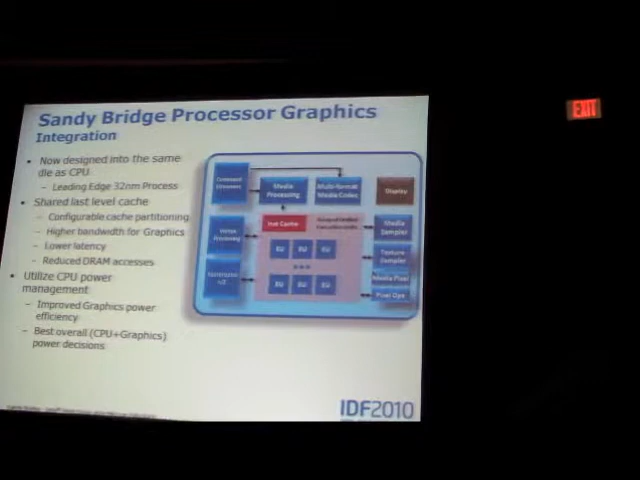 Sandy Bridge Processor Graphics
Integration
EXIT
• Now designed into the same
die as CPU
– Leading Edge 32nm Process
• Shared last level cache
– Configurable cache partitioning
– Higher bandwidth for Graphics
– Lower latency
– Reduced DRAM accesses
• Utilize CPU power
management
– Improved Graphics power
efficiency
– Best overall (CPU+Graphics)
power decisions
Command
Streamer
Media
Processing
Multi-format
Media Codec
Display
Vertex
Processing
Inst Cache
Media
Sampler
EU EU EU
Texture
Sampler
EU EU EU
Media Pixel
Pixel Ops
IDF2010